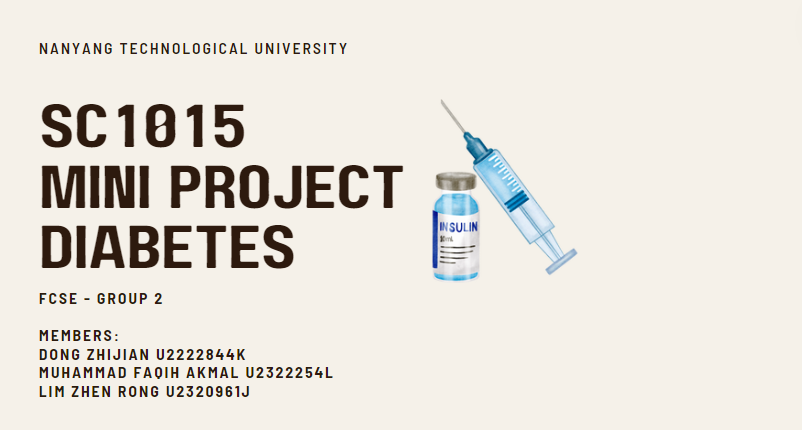 NANYANG TECHNOLOGICAL UNIVERSITY
SC1015
MINI PROJECT
DIABETES
INSULIN
10mL
FCSE - GROUP 2
MEMBERS:
DONG ZHIJIAN U2222844K
MUHAMMAD FAQIH AKMAL U2322254L
LIM ZHEN RONG U2320961J